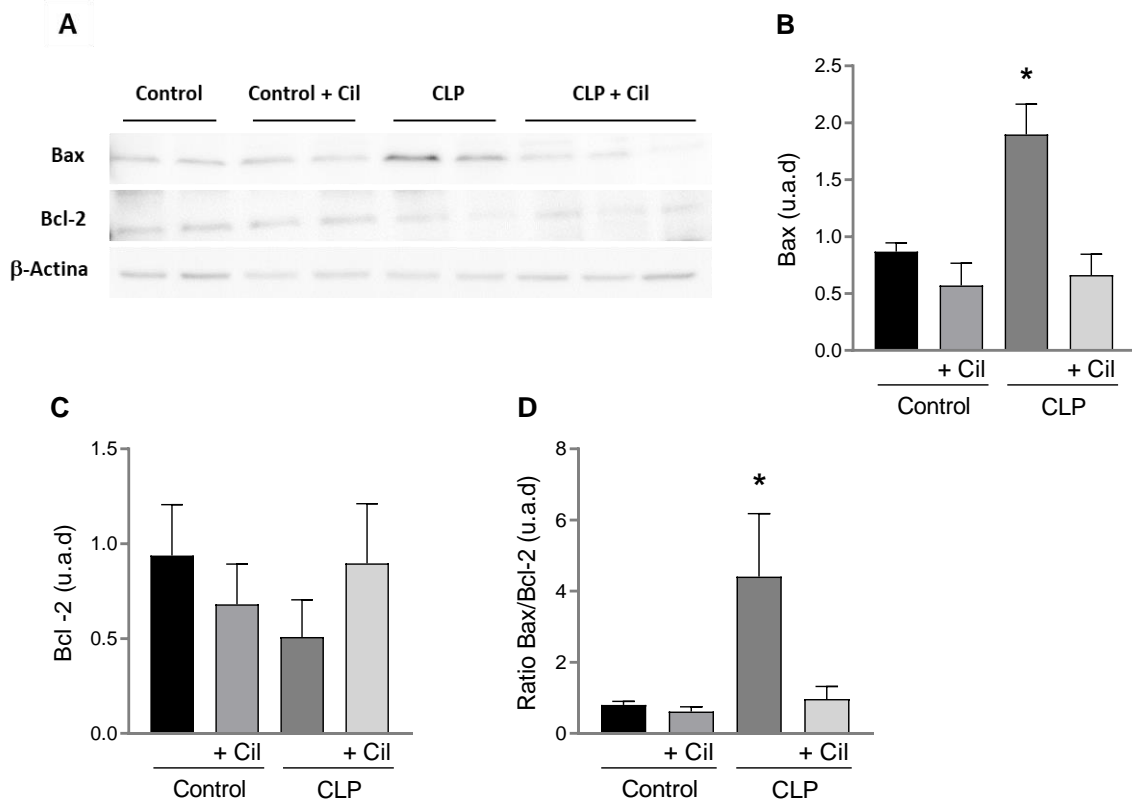 A
Control Control + Cil CLP CLP + Cil
Bax
Bcl-2
β-Actina
B
*
Bax (u.a.d)
2.5
2.0
1.5
1.0
0.5
0.0
+ Cil + Cil
Control CLP
C
Bcl -2 (u.a.d)
1.5
1.0
0.5
0.0
+ Cil + Cil
Control CLP
D
*
Ratio Bax/Bcl-2 (u.a.d)
8
6
4
2
0
+ Cil + Cil
Control CLP